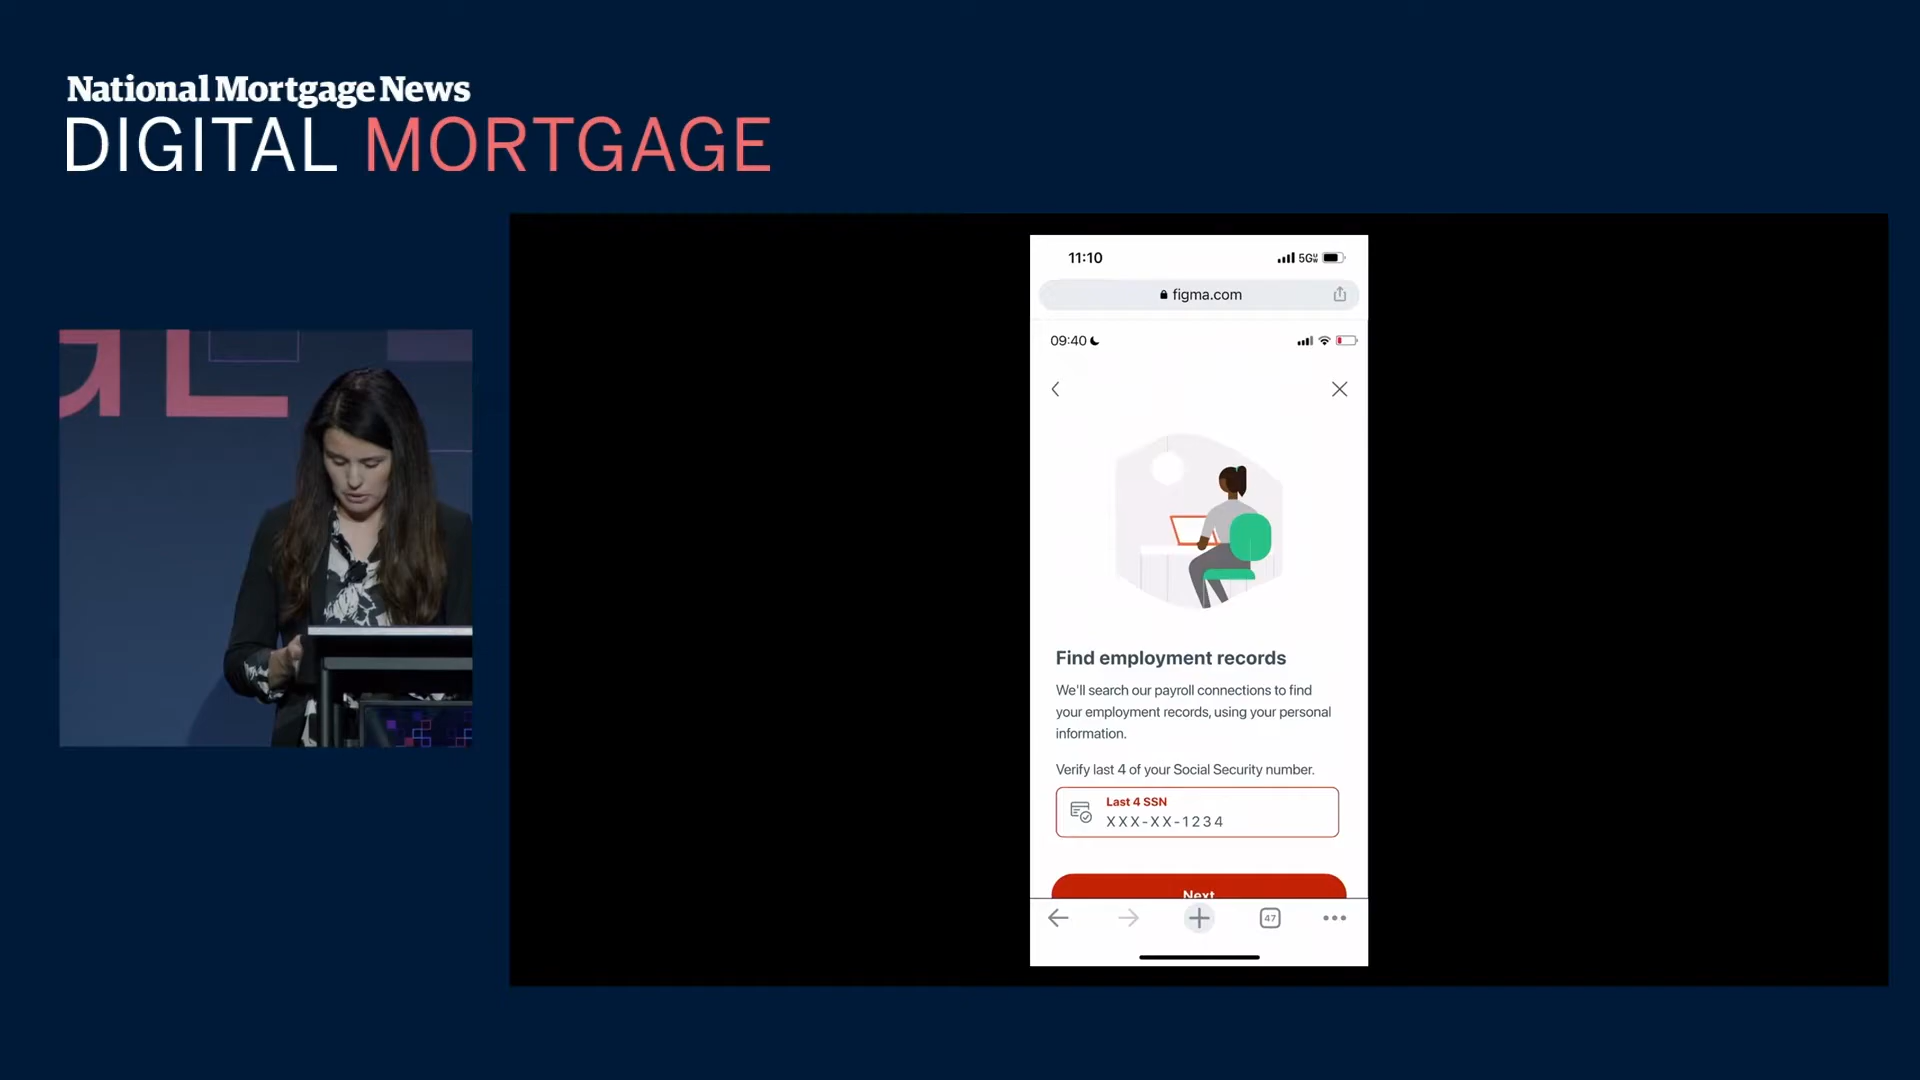 National Mortgage News
DIGITAL MORTGAGE
11:10
5G
figma.com
09:40
Find employment records
We'll search our payroll connections to find
your employment records, using your personal
information.
Verify last 4 of your Social Security number.
Last 4 SSN
XXX-XX-1234
Next
47